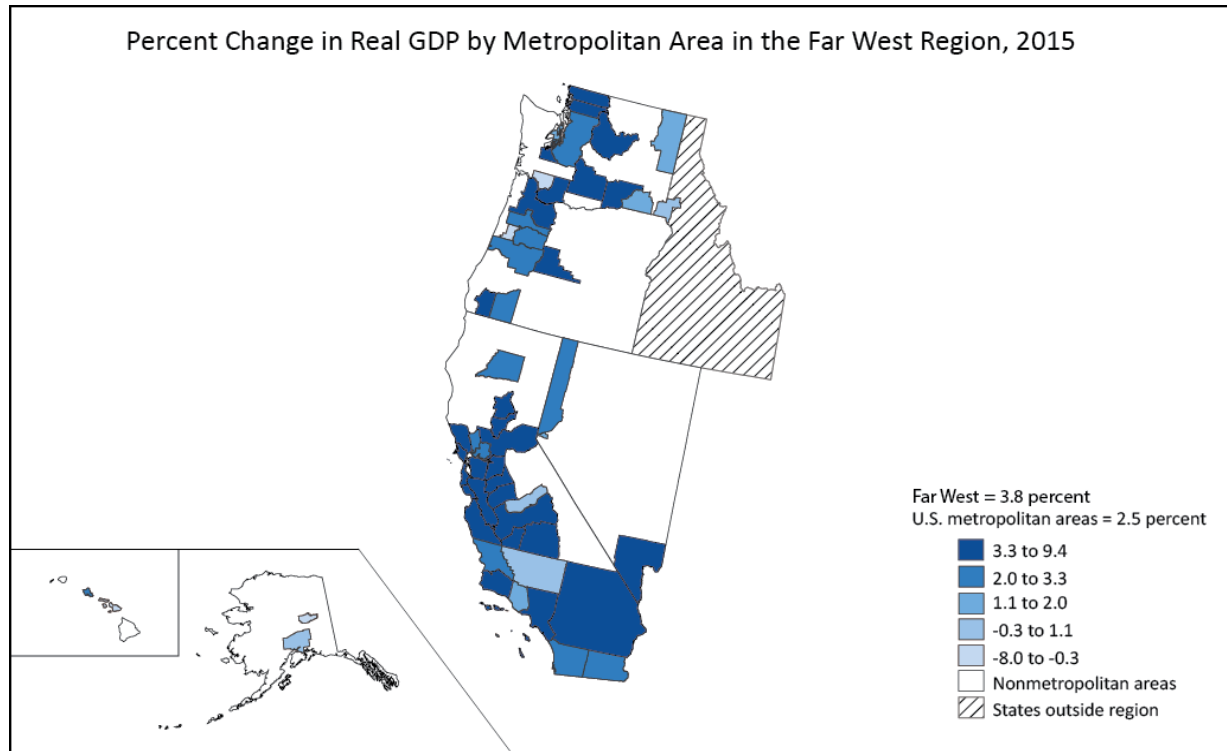 Percent Change in Real GDP by Metropolitan Area in the Far West Region, 2015
Far West = 3.8 percent
U.S. metropolitan areas = 2.5 percent
3.3 to 9.4
2.0 to 3.3
1.1 to 2.0
-0.3 to 1.1
-8.0 to -0.3
Nonmetropolitan areas
States outside region